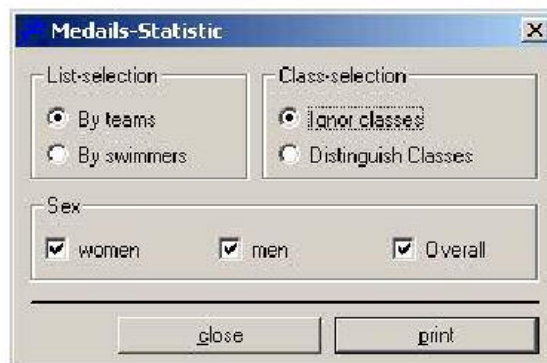 Medails-Statistic
List-selection
By teams
By swimmers
Class-selection
Ignor classes
Distinguish Classes
Sex
women men Overall
close print